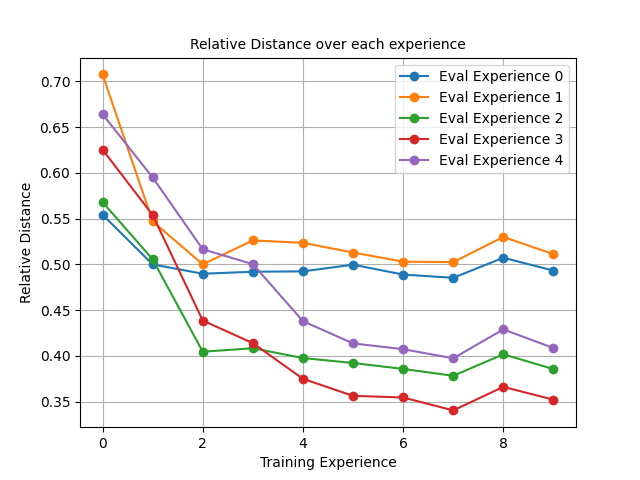 Relative Distance over each experience
Eval Experience 0
Eval Experience 1
Eval Experience 2
Eval Experience 3
Eval Experience 4
Relative Distance
0.70
0.65
0.60
0.55
0.50
0.45
0.40
0.35
0 2 4 6 8
Training Experience